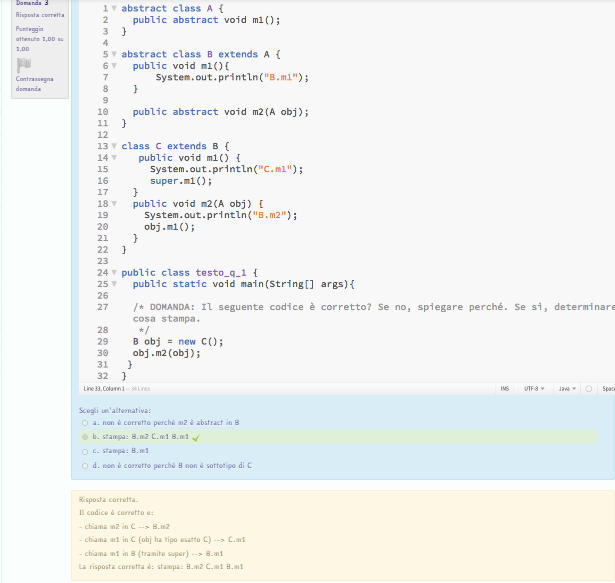 Domanda 3
Risposta corretta
Punteggio
ottenuto 1,00 su
1,00
Contrassegna
domanda
1 abstract class A {
2 public abstract void m1();
3 }
4
5 abstract class B extends A {
6 public void m1(){
7 System.out.println("B.m1");
8 }
9
10 public abstract void m2(A obj);
11 }
12
13 class C extends B {
14 public void m1() {
15 System.out.println("C.m1");
16 super.m1();
17 }
18 public void m2(A obj) {
19 System.out.println("B.m2");
20 obj.m1();
21 }
22 }
23
24 public class testo_q_1 {
25 public static void main(String[] args){
26
27 /* DOMANDA: Il seguente codice è corretto? Se no, spiegare perché. Se sì, determinare
cosa stampa.
28 */
29 B obj = new C();
30 obj.m2(obj);
31 }
32 }
Line 33, Column 1 — 34 Lines INS UTF-8 Java Spac
Scegli un'alternativa:
a. non è corretto perchè m2 è abstract in B
b. stampa: B.m2 C.m1 B.m1
c. stampa: B.m1
d. non è corretto perchè B non è sottotipo di C
Risposta corretta.
Il codice è corretto e:
- chiama m2 in C --> B.m2
- chiama m1 in C (obj ha tipo esatto C) --> C.m1
- chiama m1 in B (tramite super) --> B.m1
La risposta corretta è: stampa: B.m2 C.m1 B.m1